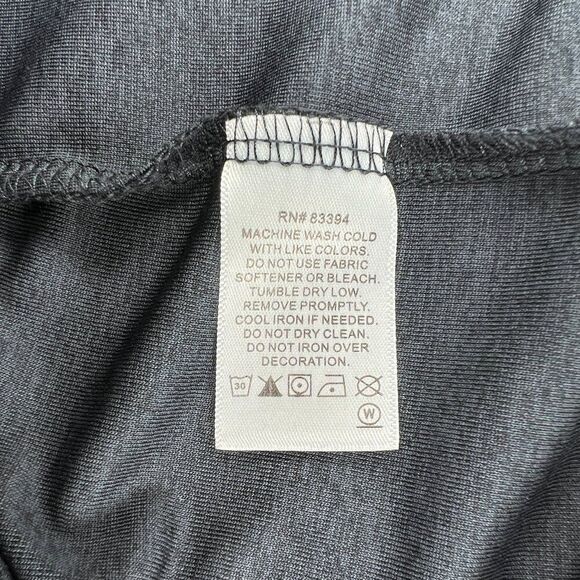 RN# 83394
MACHINE WASH COLD
WITH LIKE COLORS.
DO NOT USE FABRIC
SOFTENER OR BLEACH.
TUMBLE DRY LOW.
REMOVE PROMPTLY.
COOL IRON IF NEEDED.
DO NOT DRY CLEAN.
DO NOT IRON OVER
DECORATION.
30
W